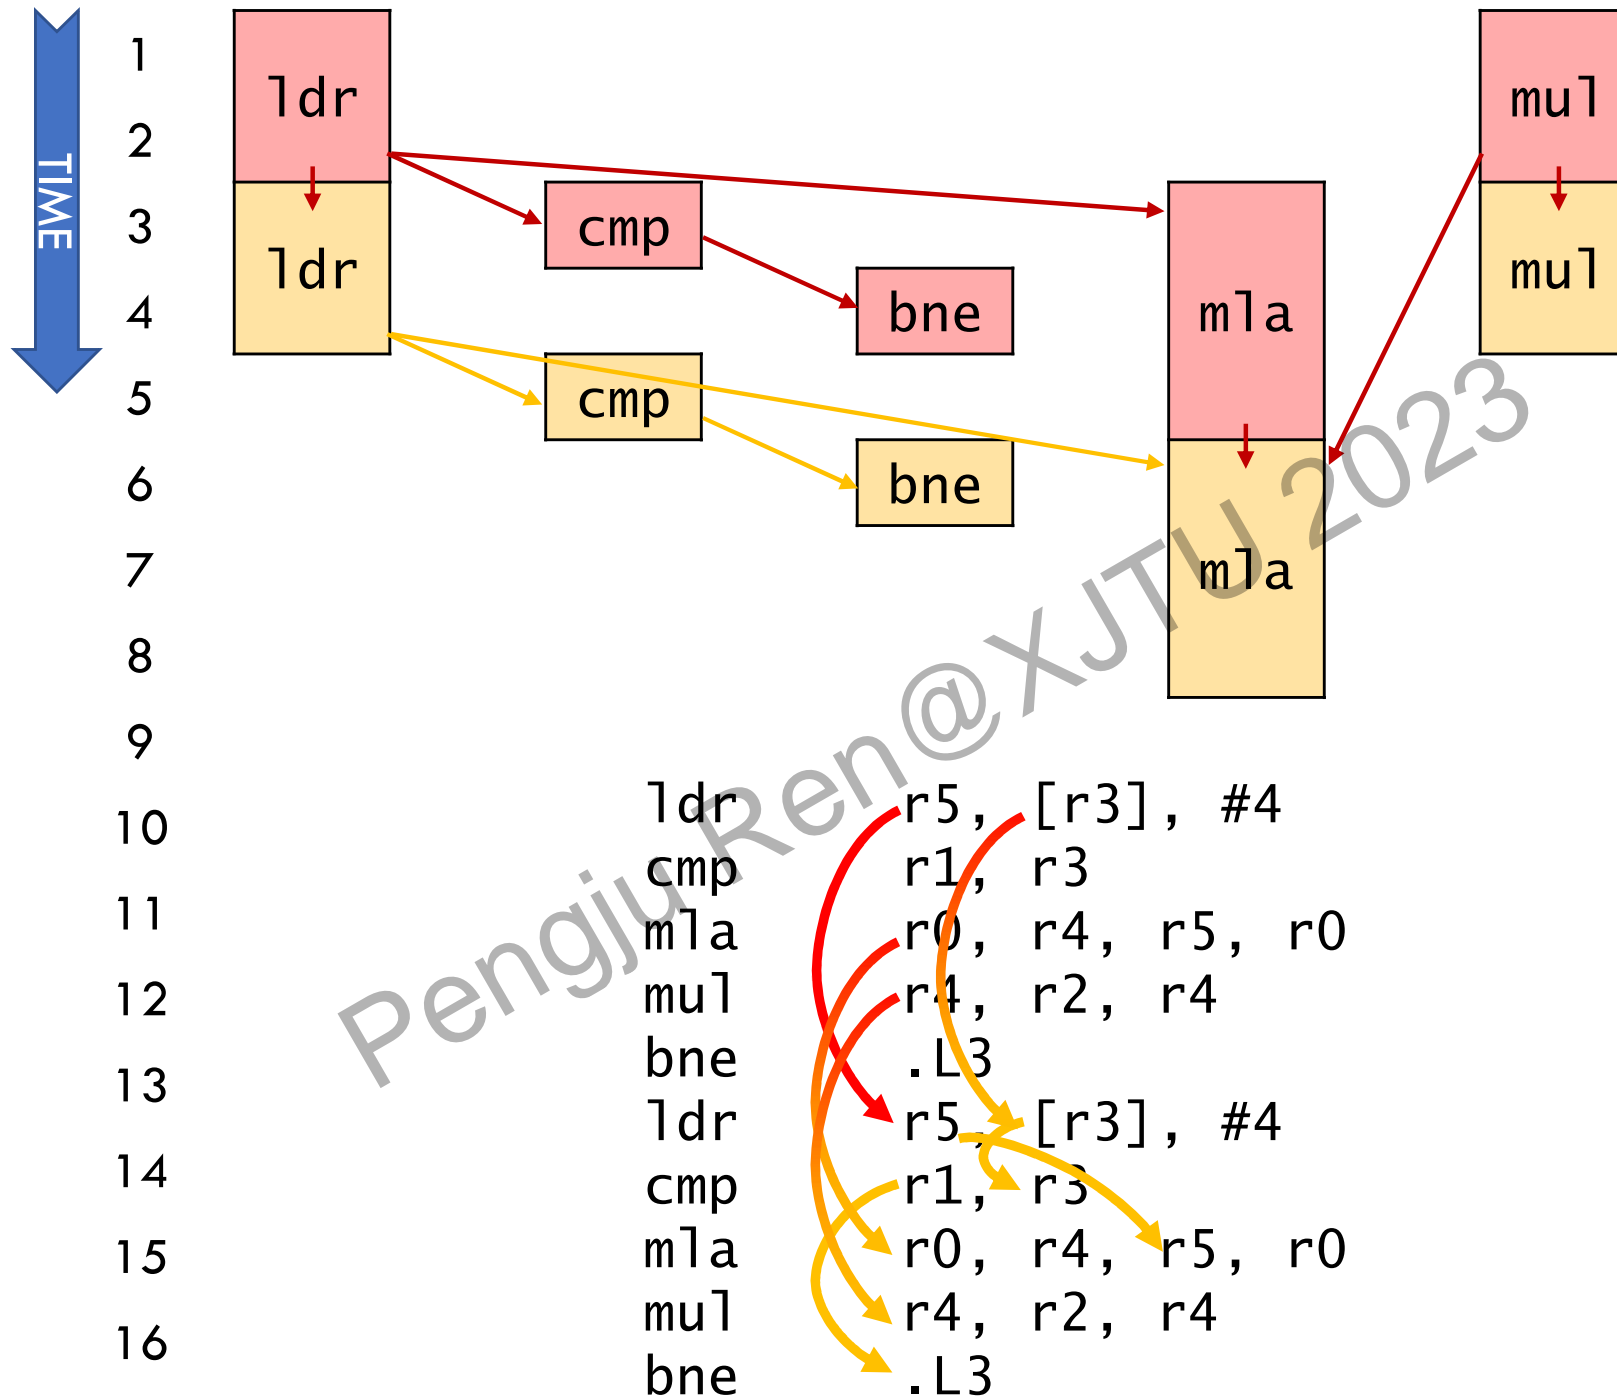 TIME
1
2
3
4
5
6
7
8
9
10
11
12
13
14
15
16
ldr
mul
ldr
cmp
mul
bne
mla
cmp
bne
mla
ldr r5, [r3], #4
cmp r1, r3
mla r0, r4, r5, r0
mul r4, r2, r4
bne .L3
ldr r5, [r3], #4
cmp r1, r3
mla r0, r4, r5, r0
mul r4, r2, r4
bne .L3
Pengju Ren@XJTU 2023